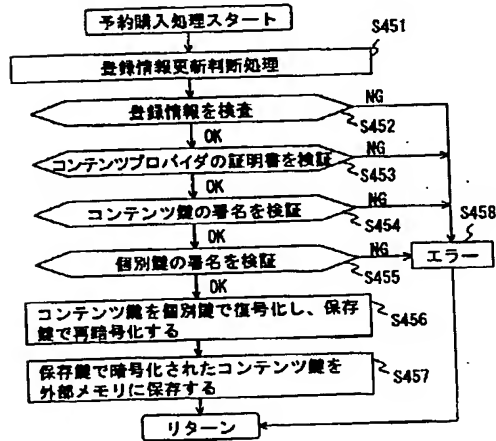 予約購入処理スタート
S451
登録情報更新判断処理
登録情報を検査
NG
S452
OK
コンテンツプロバイダの証明書を検証
NG
S453
OK
コンテンツ鍵の署名を検証
NG
S454
S458
OK
個別鍵の署名を検証
NG
エラー
S455
OK
コンテンツ鍵を個別鍵で復号化し、保存
鍵で再暗号化する
S456
保存鍵で暗号化されたコンテンツ鍵を
外部メモリに保存する
S457
リターン